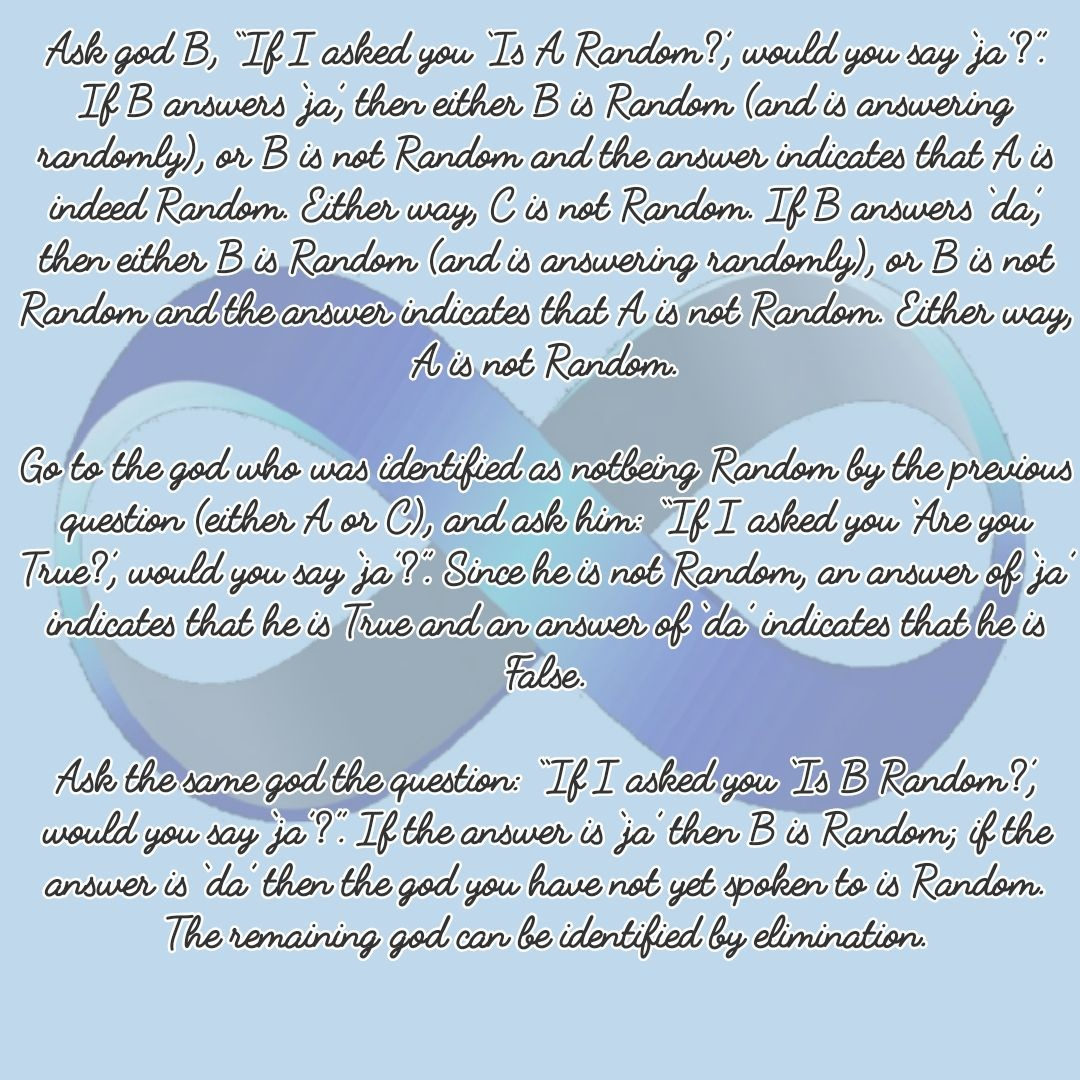 Ask god B, "If I asked you 'Is A Random?', would you say `ja'?".
If B answers `ja', then either B is Random (and is answering
randomly), or B is not Random and the answer indicates that A is
indeed Random. Either way, C is not Random. If B answers `da',
then either B is Random (and is answering randomly), or B is not
Random and the answer indicates that A is not Random. Either way,
A is not Random.
Go to the god who was identified as notbeing Random by the previous
question (either A or C), and ask him: "If I asked you `Are you
True?', would you say `ja'?". Since he is not Random, an answer of `ja'
indicates that he is True and an answer of `da' indicates that he is
False.
Ask the same god the question: "If I asked you `Is B Random?',
would you say `ja'?". If the answer is `ja' then B is Random; if the
answer is `da' then the god you have not yet spoken to is Random.
The remaining god can be identified by elimination.